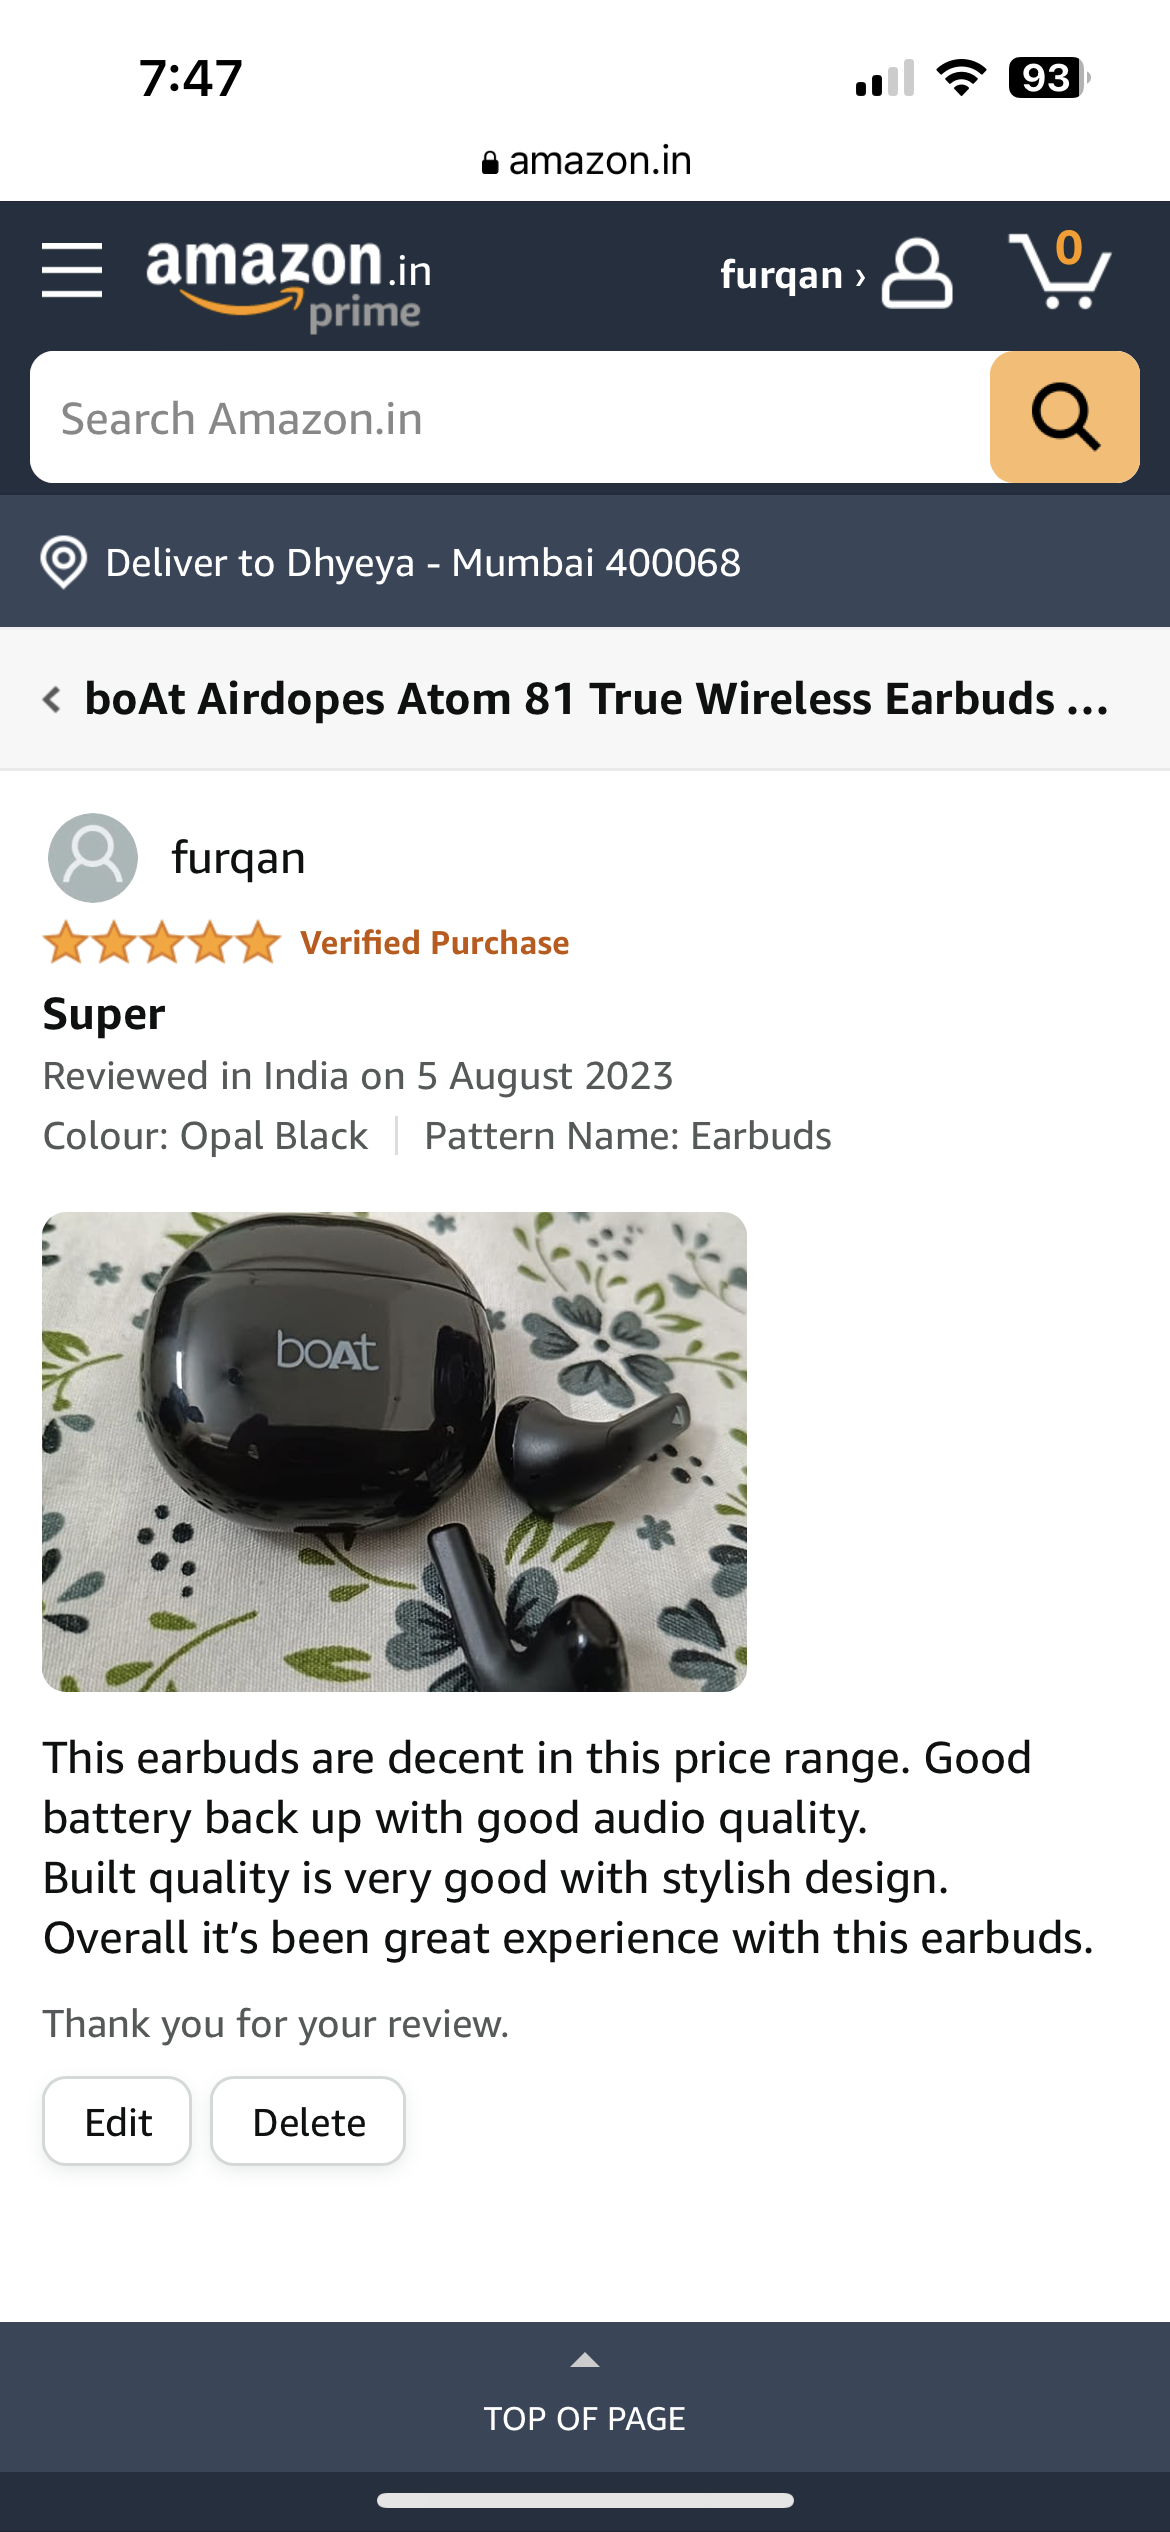 7:47
93
amazon.in
amazon.in
prime
furqan ›
0
Search Amazon.in
Deliver to Dhyeya - Mumbai 400068
boAt Airdopes Atom 81 True Wireless Earbuds ...
furqan
Verified Purchase
Super
Reviewed in India on 5 August 2023
Colour: Opal Black | Pattern Name: Earbuds
boAt
This earbuds are decent in this price range. Good
battery back up with good audio quality.
Built quality is very good with stylish design.
Overall it's been great experience with this earbuds.
Thank you for your review.
Edit
Delete
TOP OF PAGE